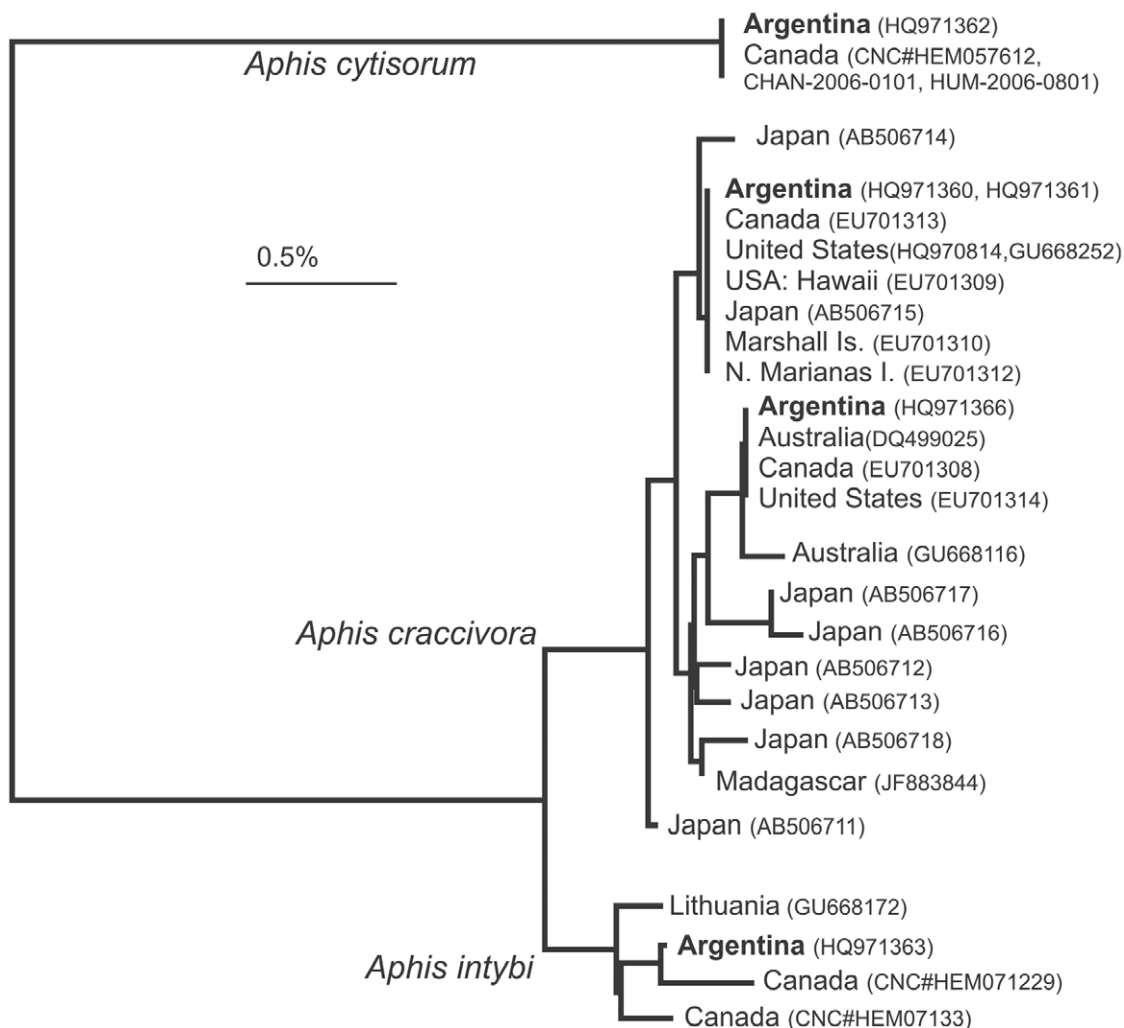 Argentina (HQ971362)
Canada (CNC#HEM057612,
CHAN-2006-0101, HUM-2006-0801)
Aphis cytisorum
Japan (AB506714)
Argentina (HQ971360, HQ971361)
Canada (EU701313)
United States(HQ970814,GU668252)
0.5%
USA: Hawaii (EU701309)
Japan (AB506715)
Marshall Is. (EU701310)
N. Marianas I. (EU701312)
Argentina (HQ971366)
Australia(DQ499025)
Canada (EU701308)
United States (EU701314)
Australia (GU668116)
Japan (AB506717)
Aphis craccivora
Japan (AB506716)
Japan (AB506712)
Japan (AB506713)
Japan (AB506718)
Madagascar (JF883844)
Japan (AB506711)
Lithuania (GU668172)
Argentina (HQ971363)
Aphis intybi
Canada (CNC#HEM071229)
Canada (CNC#HEM07133)